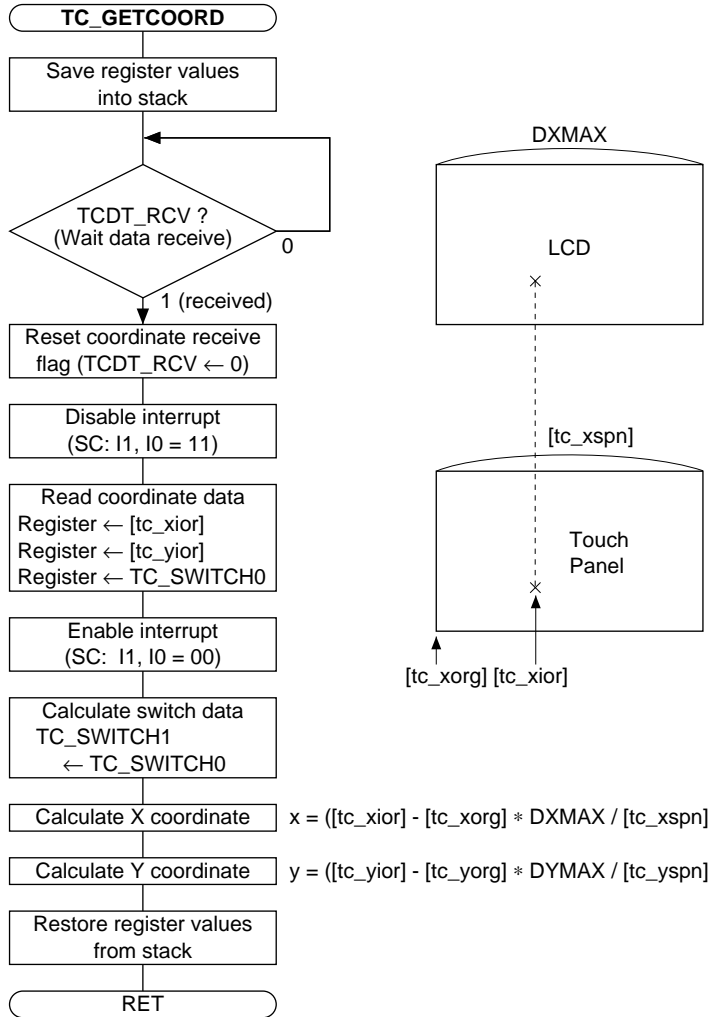 TC_GETCOORD
Save register values
into stack
TCDT_RCV ?
(Wait data receive)
0
1 (received)
Reset coordinate receive
flag (TCDT_RCV ← 0)
Disable interrupt
(SC: I1, I0 = 11)
Read coordinate data
Register ← [tc_xior]
Register ← [tc_yior]
Register ← TC_SWITCH0
Enable interrupt
(SC: I1, I0 = 00)
Calculate switch data
TC_SWITCH1
← TC_SWITCH0
Calculate X coordinate
x = ([tc_xior] - [tc_xorg] ∗ DXMAX / [tc_xspn]
Calculate Y coordinate
y = ([tc_yior] - [tc_yorg] ∗ DYMAX / [tc_yspn]
Restore register values
from stack
RET
DXMAX
LCD
[tc_xspn]
Touch
Panel
[tc_xorg] [tc_xior]